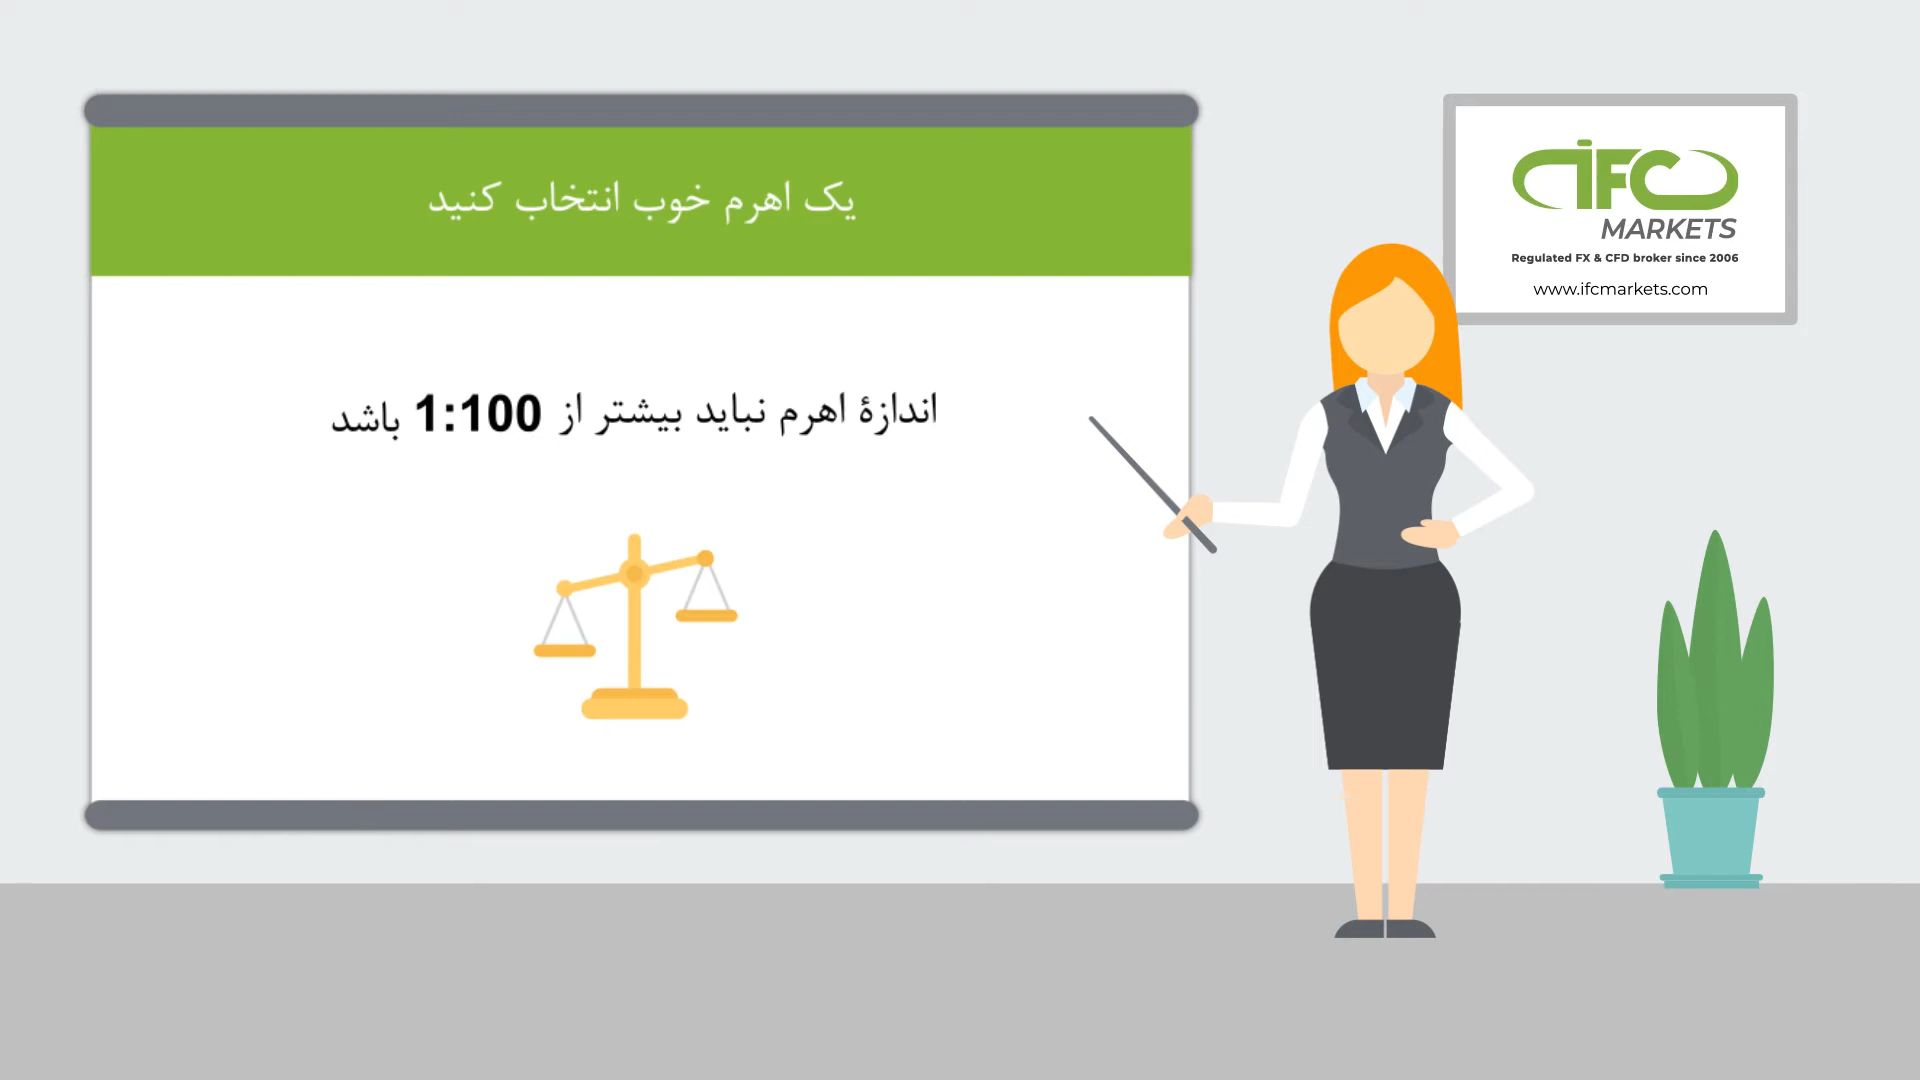 یک اهرم خوب انتخاب کنید
اندازۀ اهرم نباید بیشتر از 1:100 باشد
IFC
MARKETS
Regulated FX & CFD broker since 2006
www.ifcmarkets.com